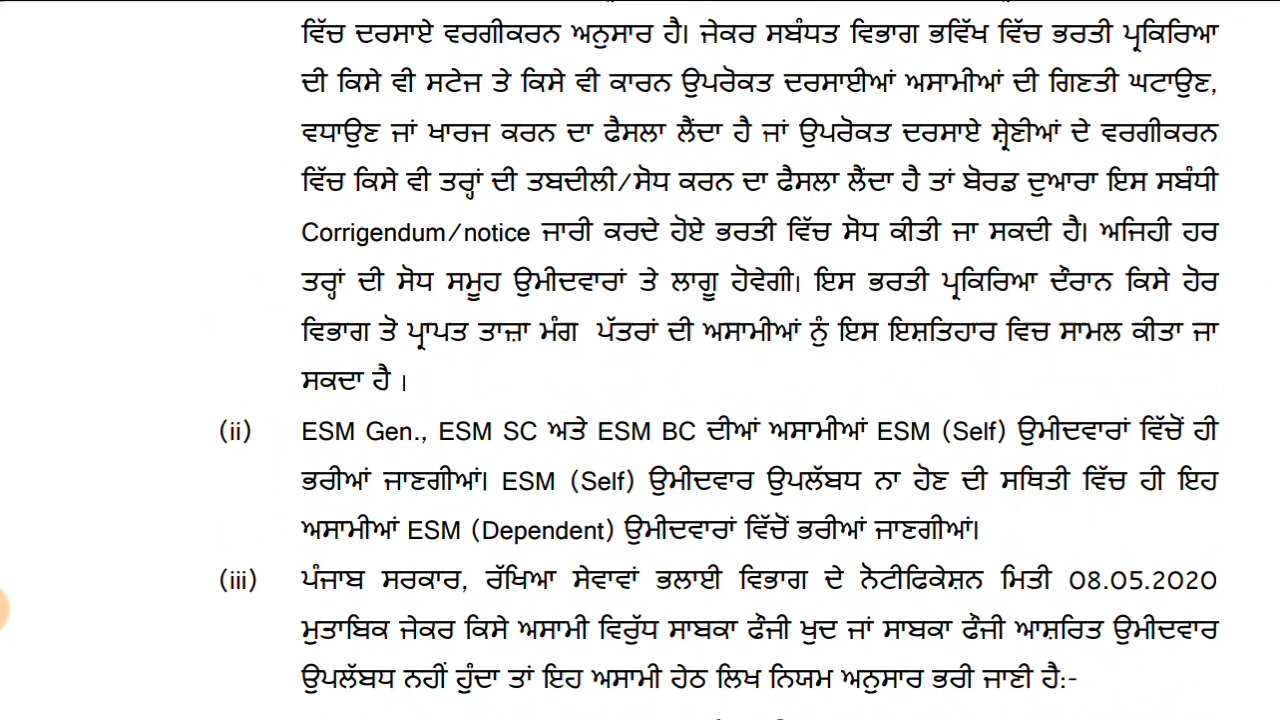 ਵਿੱਚ ਦਰਸਾਏ ਵਰਗੀਕਰਨ ਅਨੁਸਾਰ ਹੈ। ਜੇਕਰ ਸਬੰਧਤ ਵਿਭਾਗ ਭਵਿੱਖ ਵਿੱਚ ਭਰਤੀ ਪ੍ਰਕਿਰਿਆ
ਦੀ ਕਿਸੇ ਵੀ ਸਟੇਜ ਤੇ ਕਿਸੇ ਵੀ ਕਾਰਨ ਉਪਰੋਕਤ ਦਰਸਾਈਆਂ ਅਸਾਮੀਆਂ ਦੀ ਗਿਣਤੀ ਘਟਾਉਣ,
ਵਧਾਉਣ ਜਾਂ ਖਾਰਜ ਕਰਨ ਦਾ ਫੈਸਲਾ ਲੈਂਦਾ ਹੈ ਜਾਂ ਉਪਰੋਕਤ ਦਰਸਾਏ ਸ਼੍ਰੇਣੀਆਂ ਦੇ ਵਰਗੀਕਰਨ
ਵਿੱਚ ਕਿਸੇ ਵੀ ਤਰ੍ਹਾਂ ਦੀ ਤਬਦੀਲੀ/ਸੋਧ ਕਰਨ ਦਾ ਫੈਸਲਾ ਲੈਂਦਾ ਹੈ ਤਾਂ ਬੋਰਡ ਦੁਆਰਾ ਇਸ ਸਬੰਧੀ
Corrigendum/notice ਜਾਰੀ ਕਰਦੇ ਹੋਏ ਭਰਤੀ ਵਿੱਚ ਸੋਧ ਕੀਤੀ ਜਾ ਸਕਦੀ ਹੈ। ਅਜਿਹੀ ਹਰ
ਤਰ੍ਹਾਂ ਦੀ ਸੋਧ ਸਮੂਹ ਉਮੀਦਵਾਰਾਂ ਤੇ ਲਾਗੂ ਹੋਵੇਗੀ। ਇਸ ਭਰਤੀ ਪ੍ਰਕਿਰਿਆ ਦੌਰਾਨ ਕਿਸੇ ਹੋਰ
ਵਿਭਾਗ ਤੋ ਪ੍ਰਾਪਤ ਤਾਜ਼ਾ ਮੰਗ  ਪੱਤਰਾਂ ਦੀ ਅਸਾਮੀਆਂ ਨੂੰ ਇਸ ਇਸ਼ਤਿਹਾਰ ਵਿਚ ਸਾਮਲ ਕੀਤਾ ਜਾ
ਸਕਦਾ ਹੈ ।
(ii) ESM Gen., ESM SC ਅਤੇ ESM BC ਦੀਆਂ ਅਸਾਮੀਆਂ ESM (Self) ਉਮੀਦਵਾਰਾਂ ਵਿੱਚੋਂ ਹੀ
ਭਰੀਆਂ ਜਾਣਗੀਆਂ। ESM (Self) ਉਮੀਦਵਾਰ ਉਪਲੱਬਧ ਨਾ ਹੋਣ ਦੀ ਸਥਿਤੀ ਵਿੱਚ ਹੀ ਇਹ
ਅਸਾਮੀਆਂ ESM (Dependent) ਉਮੀਦਵਾਰਾਂ ਵਿੱਚੋਂ ਭਰੀਆਂ ਜਾਣਗੀਆਂ।
(iii) ਪੰਜਾਬ ਸਰਕਾਰ, ਰੱਖਿਆ ਸੇਵਾਵਾਂ ਭਲਾਈ ਵਿਭਾਗ ਦੇ ਨੋਟੀਫਿਕੇਸ਼ਨ ਮਿਤੀ 08.05.2020
ਮੁਤਾਬਿਕ ਜੇਕਰ ਕਿਸੇ ਅਸਾਮੀ ਵਿਰੁੱਧ ਸਾਬਕਾ ਫੌਜੀ ਖੁਦ ਜਾਂ ਸਾਬਕਾ ਫੌਜੀ ਆਸ਼ਰਿਤ ਉਮੀਦਵਾਰ
ਉਪਲੱਬਧ ਨਹੀਂ ਹੁੰਦਾ ਤਾਂ ਇਹ ਅਸਾਮੀ ਹੇਠ ਲਿਖ ਨਿਯਮ ਅਨੁਸਾਰ ਭਰੀ ਜਾਣੀ ਹੈ:-